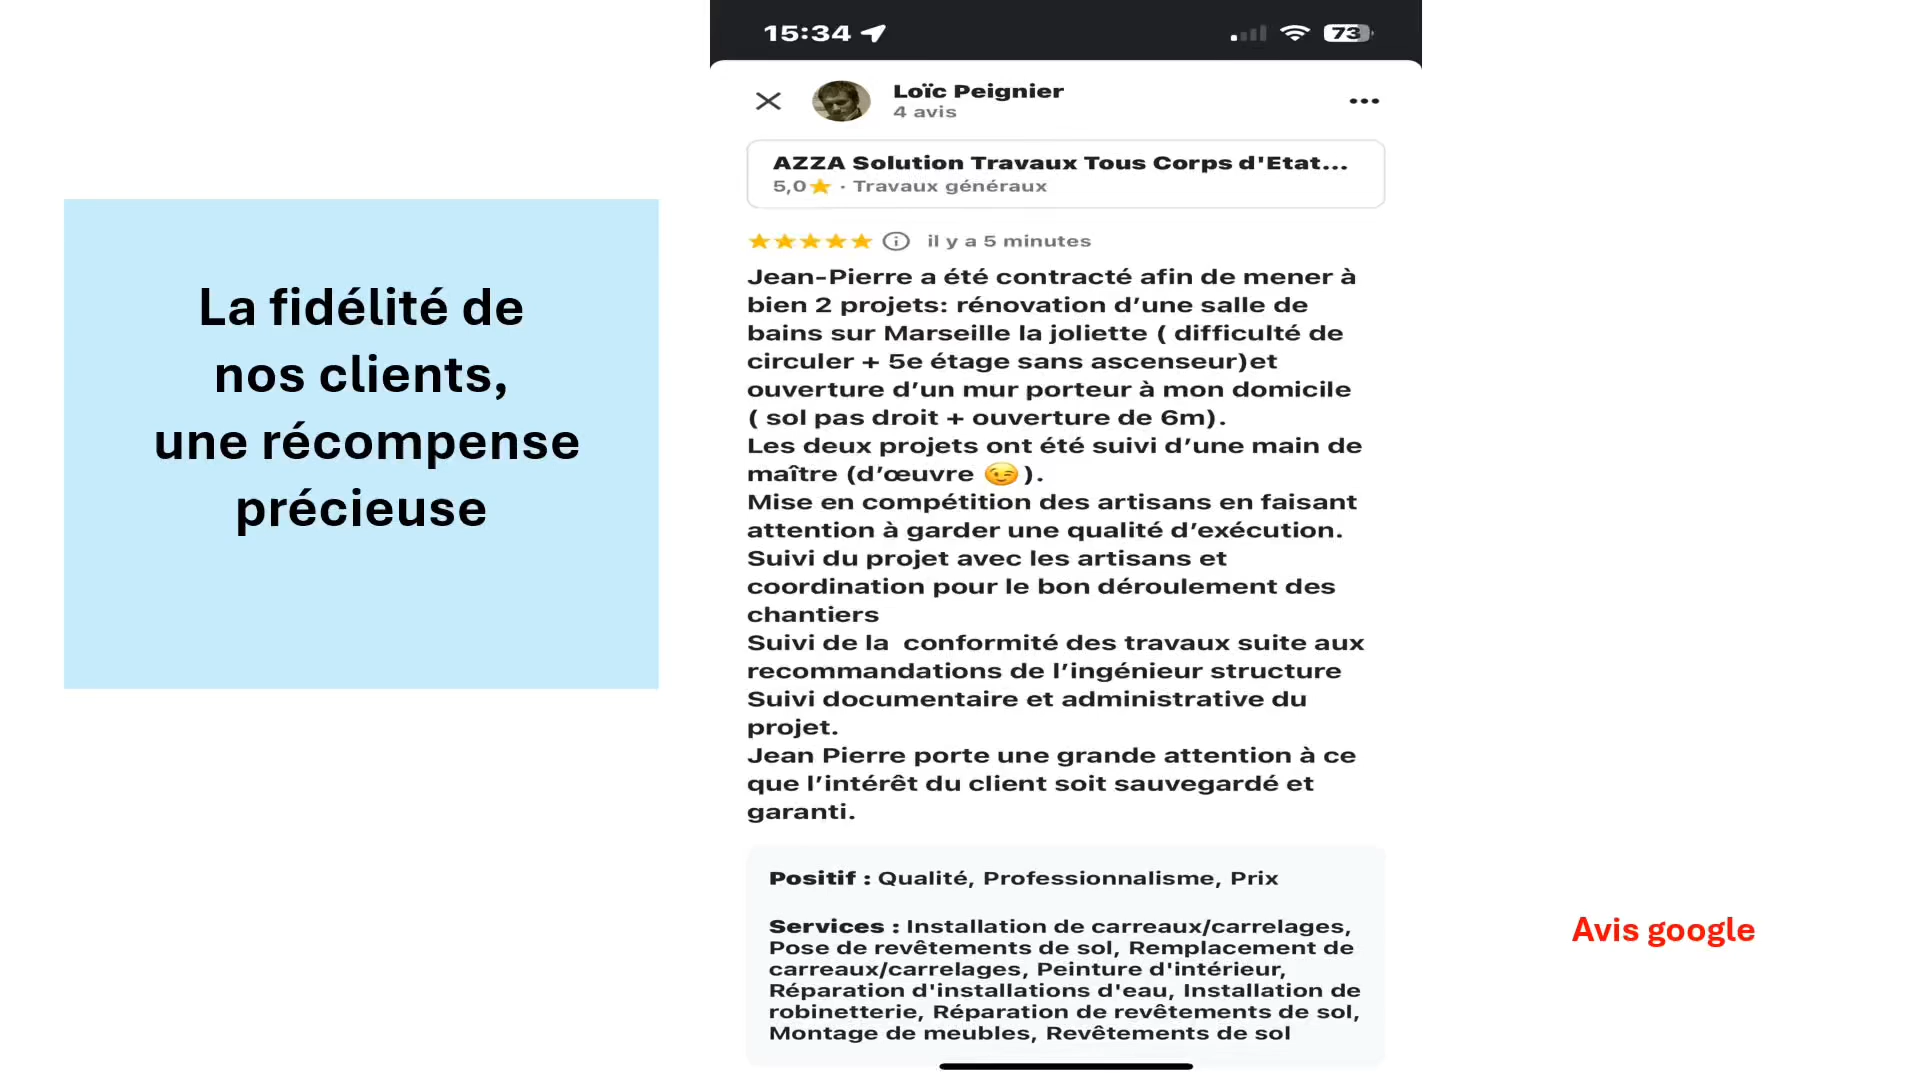 La fidélité de
nos clients,
une récompense
précieuse
15:34
73
Loïc Peignier
4 avis
AZZA Solution Travaux Tous Corps d'Etat...
5,0⭐ · Travaux généraux
il y a 5 minutes
Jean-Pierre a été contracté afin de mener à
bien 2 projets: rénovation d’une salle de
bains sur Marseille la joliette ( difficulté de
circuler + 5e étage sans ascenseur)et
ouverture d’un mur porteur à mon domicile
( sol pas droit + ouverture de 6m).
Les deux projets ont été suivi d’une main de
maître (d’œuvre 😉 ).
Mise en compétition des artisans en faisant
attention à garder une qualité d’exécution.
Suivi du projet avec les artisans et
coordination pour le bon déroulement des
chantiers
Suivi de la  conformité des travaux suite aux
recommandations de l’ingénieur structure
Suivi documentaire et administrative du
projet.
Jean Pierre porte une grande attention à ce
que l’intérêt du client soit sauvegardé et
garanti.
Positif : Qualité, Professionnalisme, Prix
Services : Installation de carreaux/carrelages,
Pose de revêtements de sol, Remplacement de
carreaux/carrelages, Peinture d'intérieur,
Réparation d'installations d'eau, Installation de
robinetterie, Réparation de revêtements de sol,
Montage de meubles, Revêtements de sol
Avis google